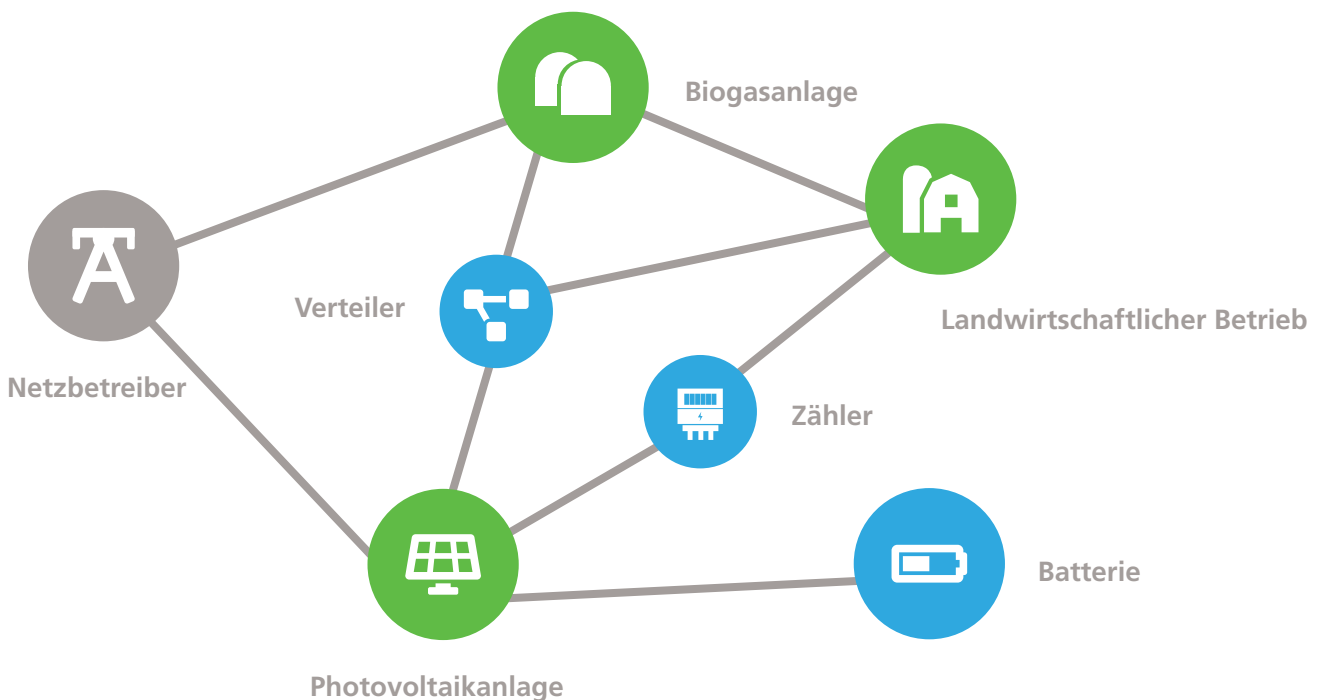 Biogasanlage
Verteiler
Landwirtschaftlicher Betrieb
Netzbetreiber
Zähler
Batterie
Photovoltaikanlage